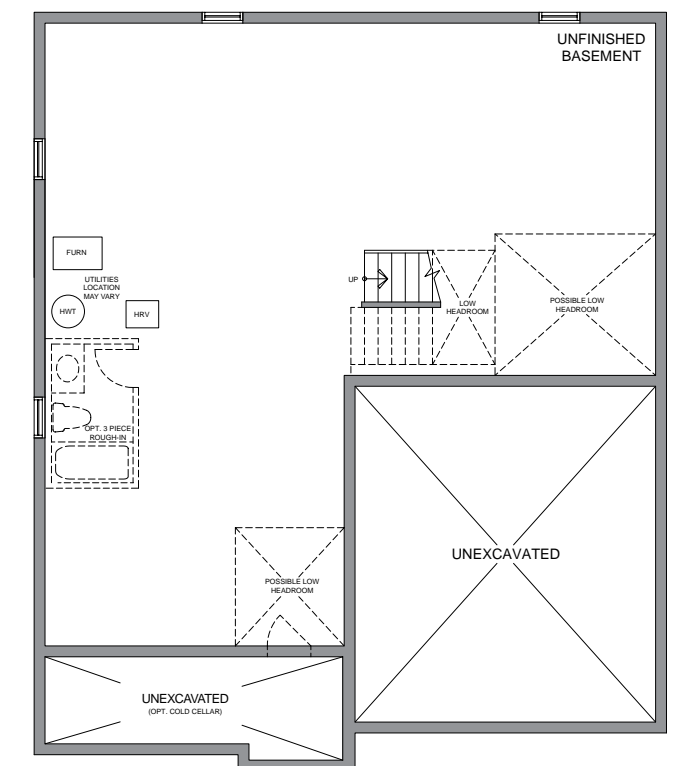 UNFINISHED
BASEMENT
FURN
UTILITIES
LOCATION
MAY VARY
HWT
HRV
UP
LOW
HEADROOM
POSSIBLE LOW
HEADROOM
OPT. 3 PIECE
ROUGH-IN
UNEXCAVATED
POSSIBLE LOW
HEADROOM
UNEXCAVATED
(OPT. COLD CELLAR)